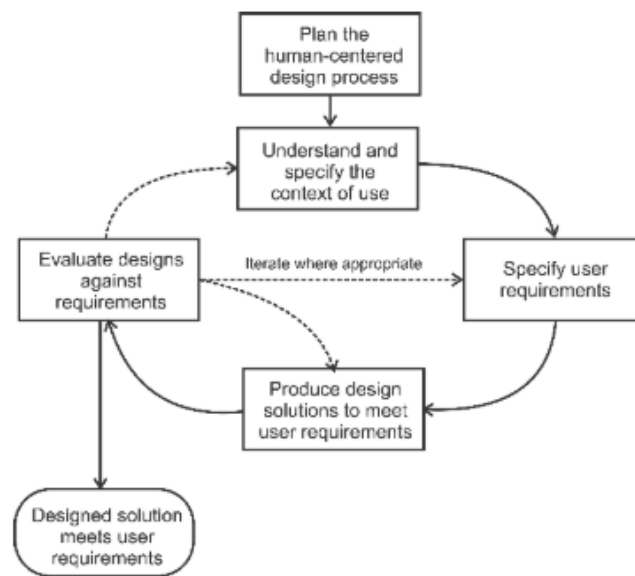 Plan the
human-centered
design process
Understand and
specify the
context of use
Evaluate designs
against
requirements
Iterate where appropriate
Specify user
requirements
Produce design
solutions to meet
user requirements
Designed solution
meets user
requirements